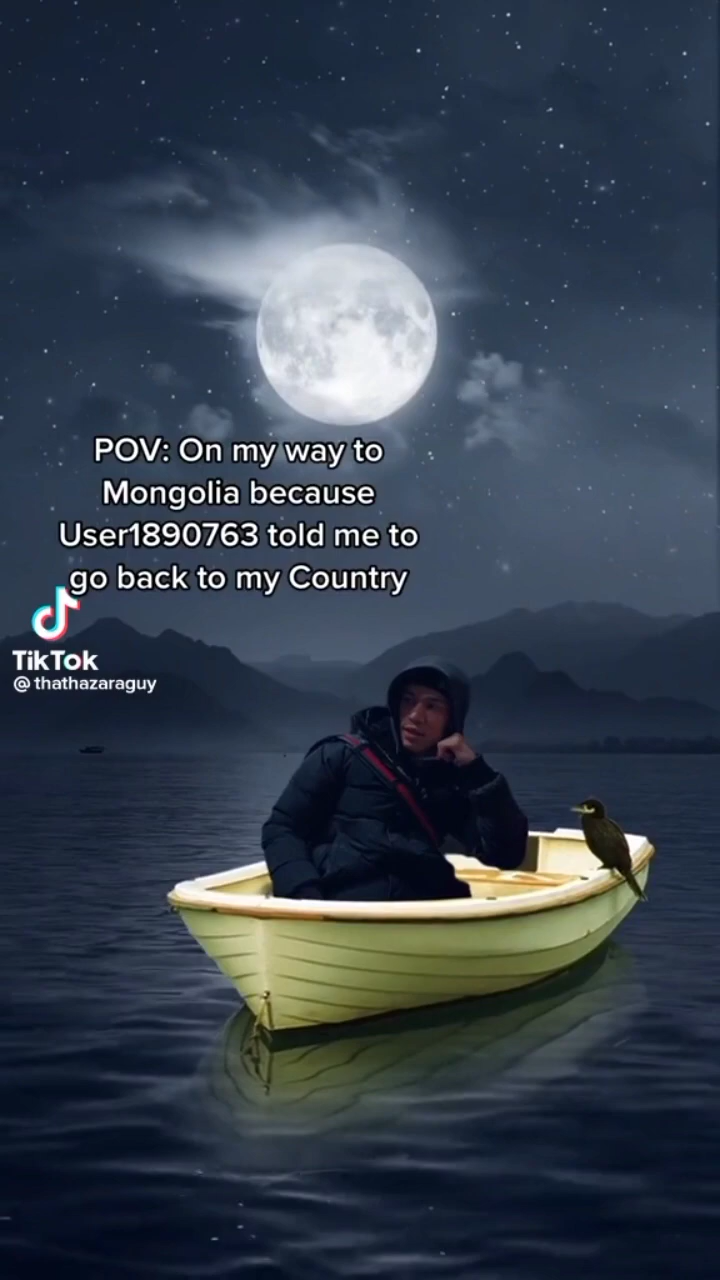 POV: On my way to
Mongolia because
User1890763 told me to
go back to my Country
TikTok
@thathazaraguy